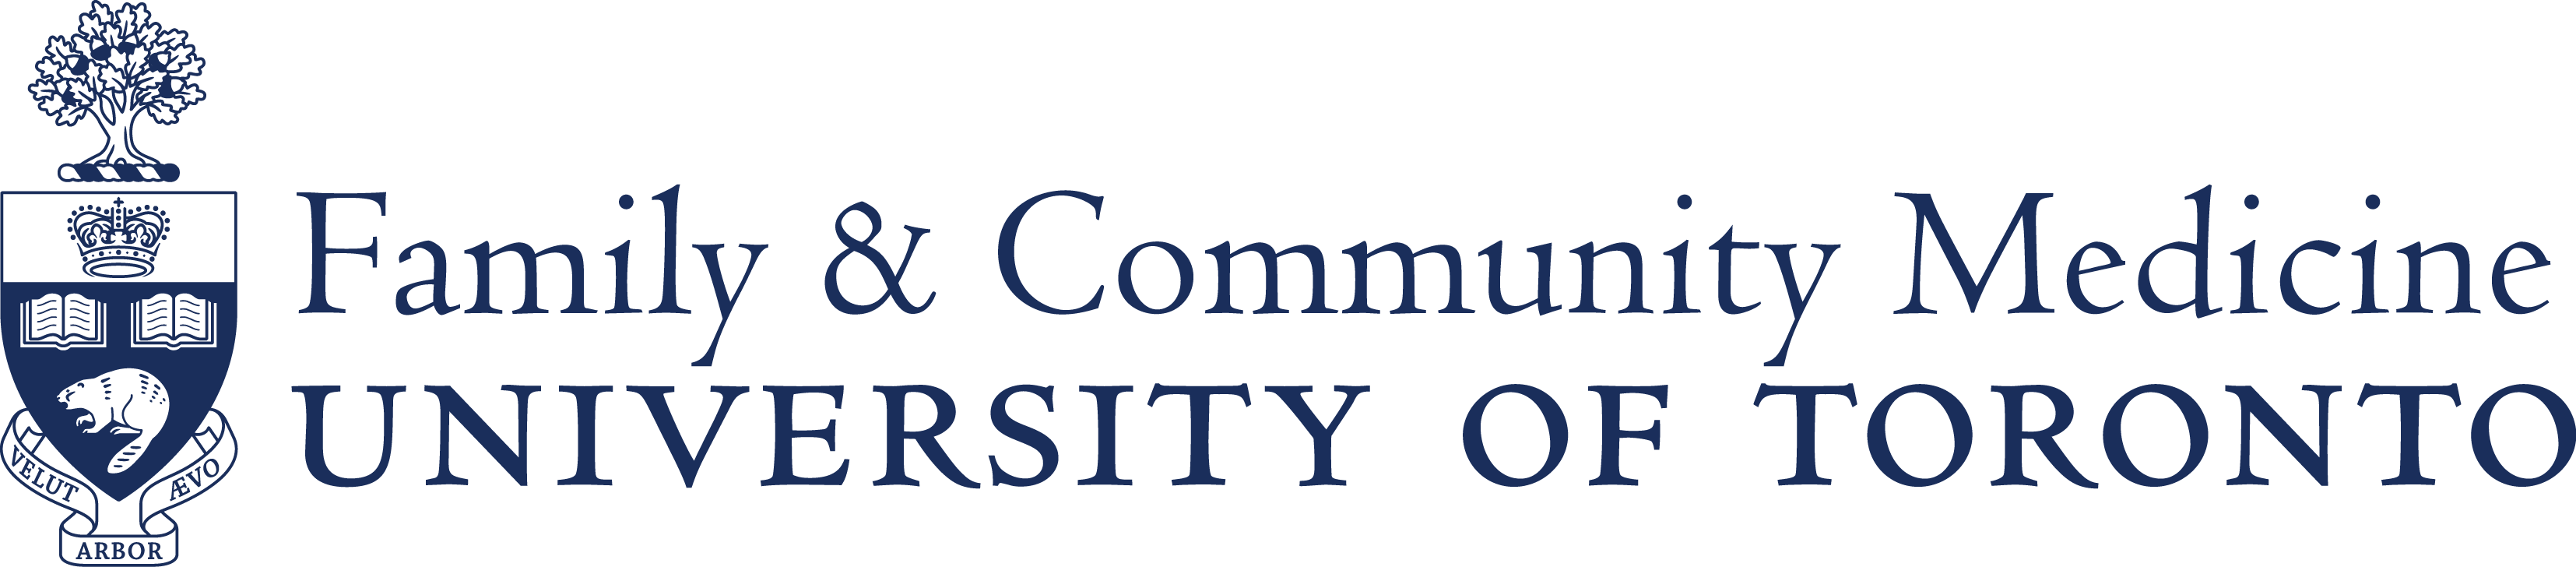 Family & Community Medicine
UNIVERSITY OF TORONTO
VELUT ARBOR ÆVO